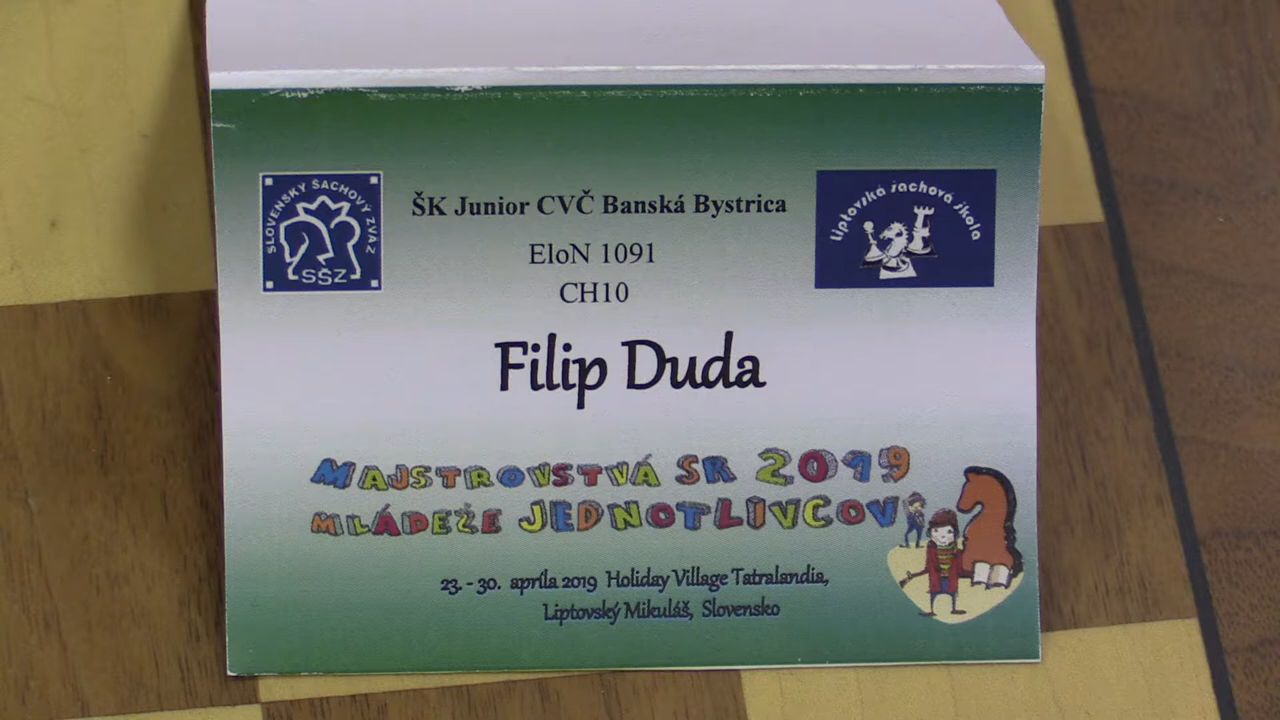 SLOVENSKÝ ŠACHOVÝ ZVÄZ
SŠZ
ŠK Junior CVČ Banská Bystrica
Liptovská šachová škola
EloN 1091
CH10
Filip Duda
MAJSTROVSTVÁ SR 2019
MLÁDEŽE JEDNOTLIVCOV
23. - 30. apríla 2019 Holiday Village Tatralandia,
Liptovský Mikuláš, Slovensko